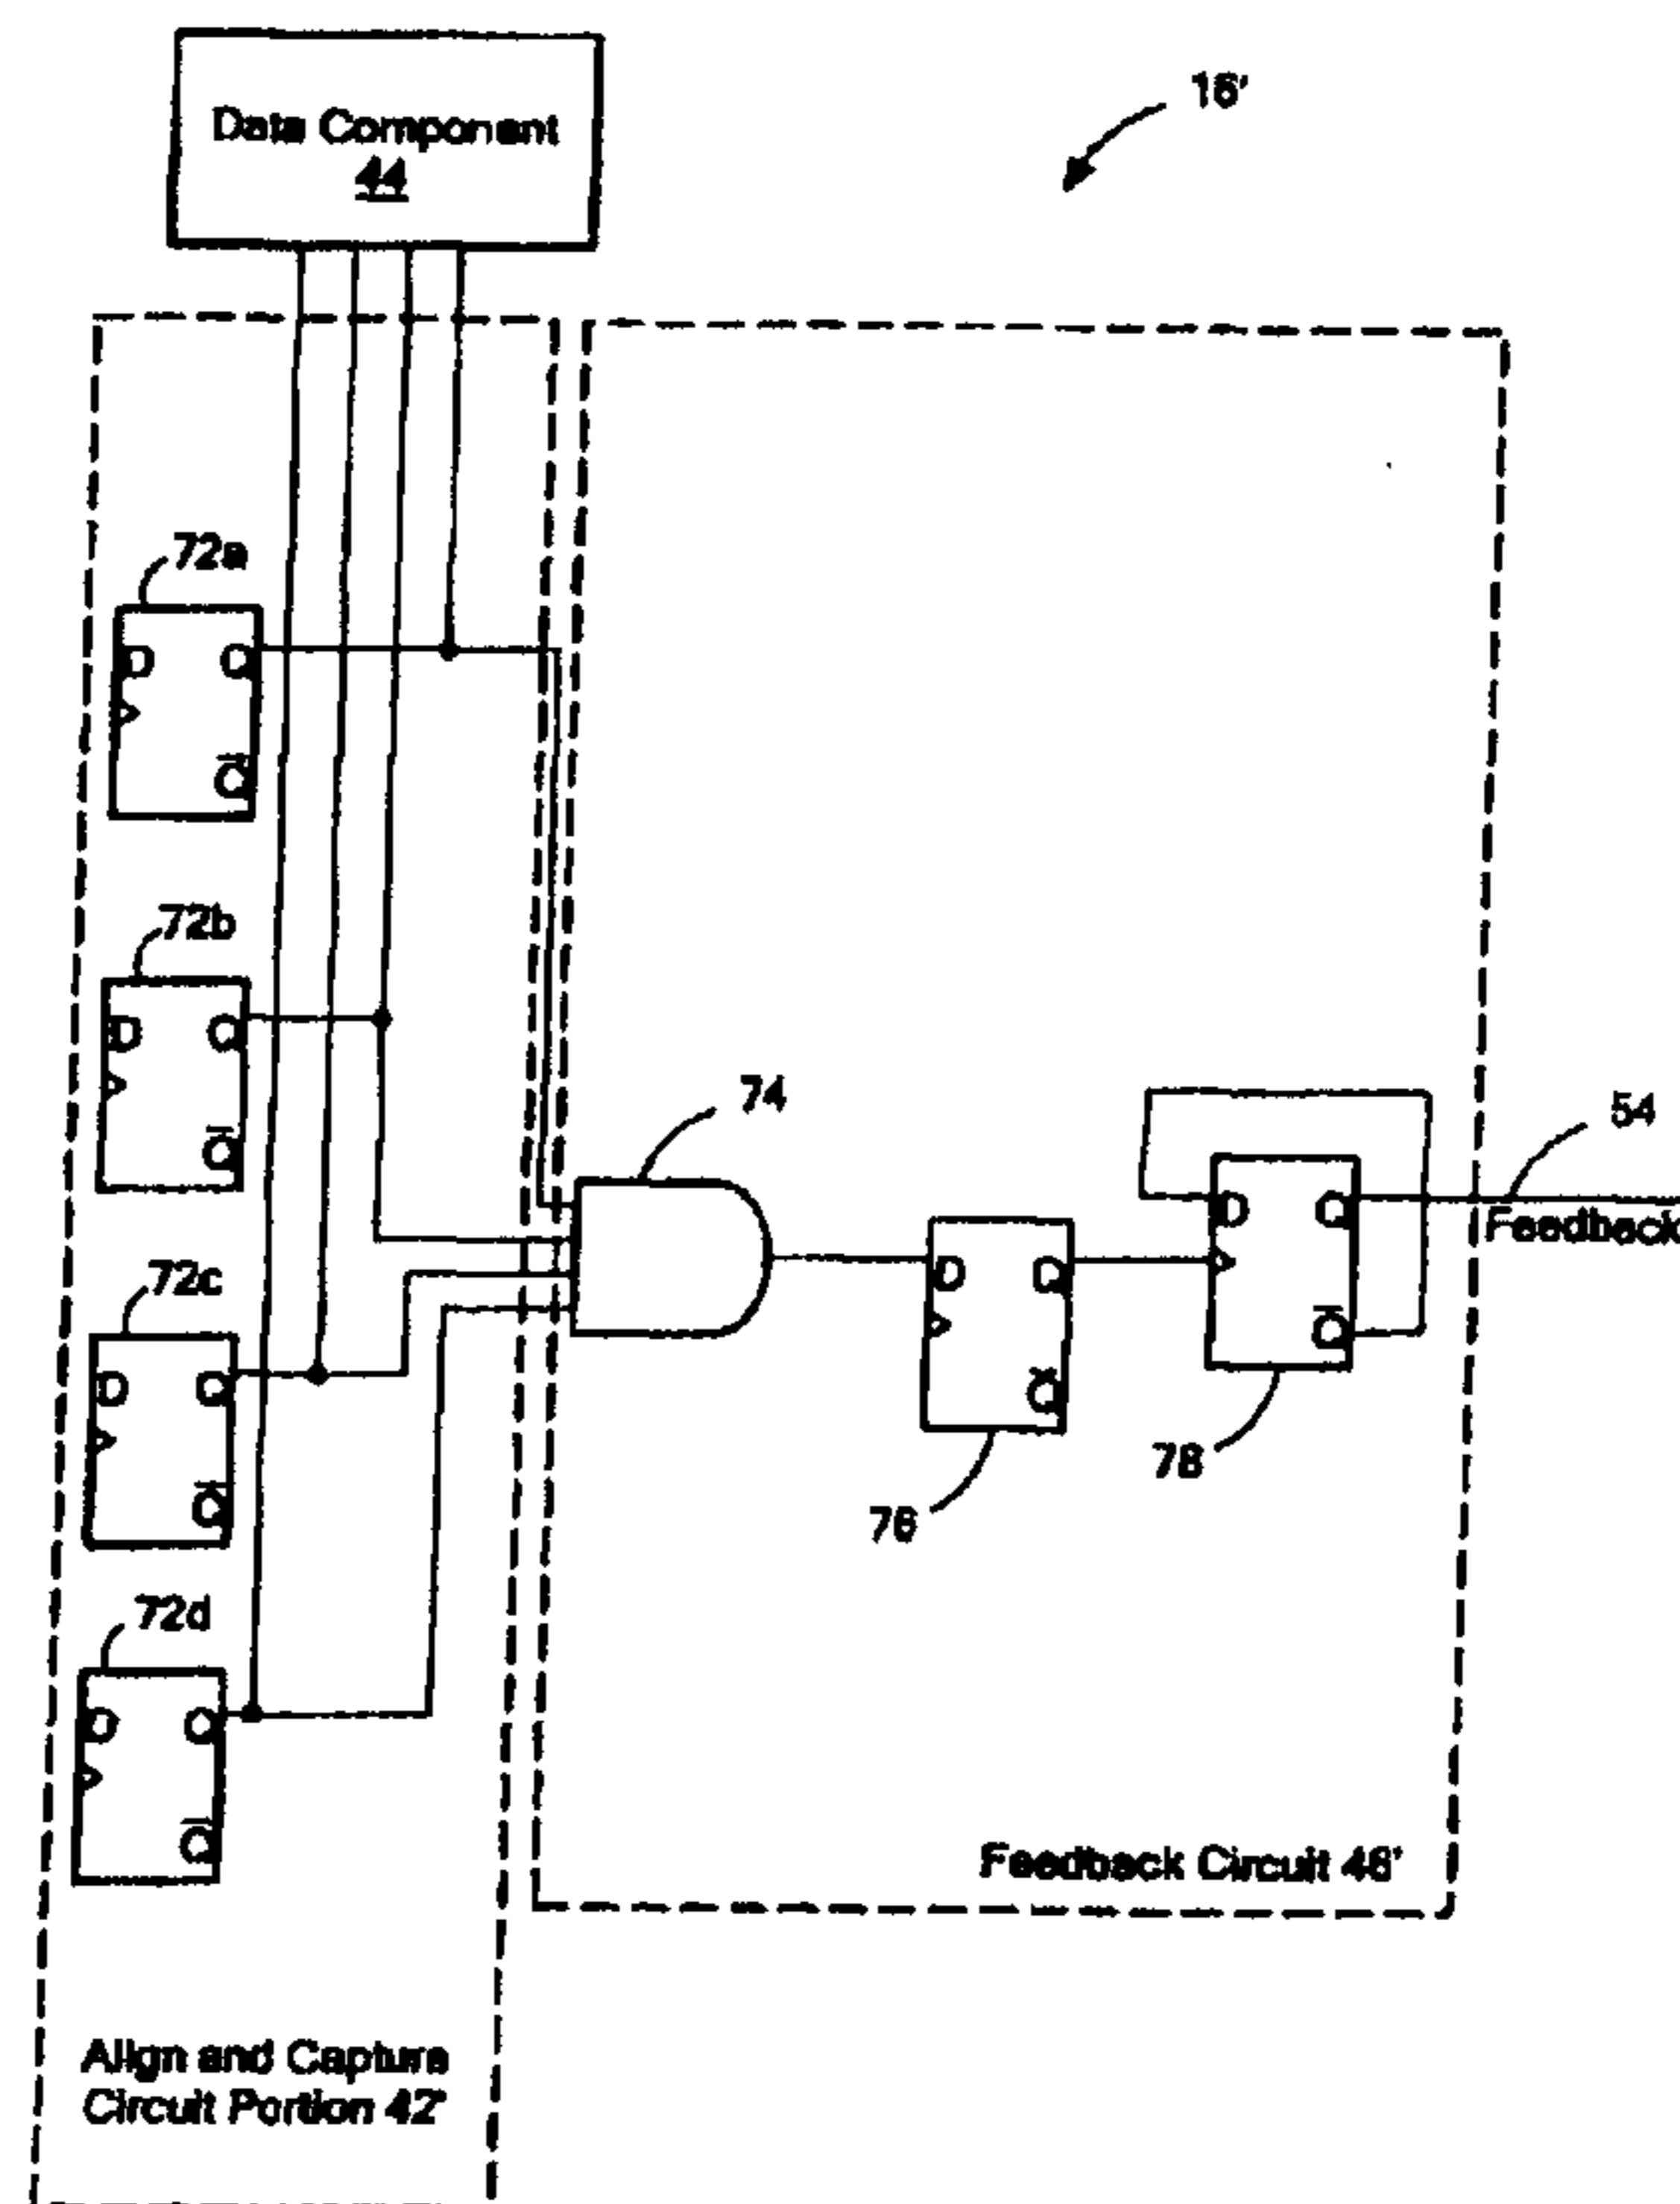 Data Component
44
16'
72a
D Q
Q
72b
D Q
Q
74
54
D Q
Feedback
Q
D Q
Q
72c
D Q
Q
78
76
72d
D Q
Q
Feedback Circuit 46'
Align and Capture
Circuit Portion 42'